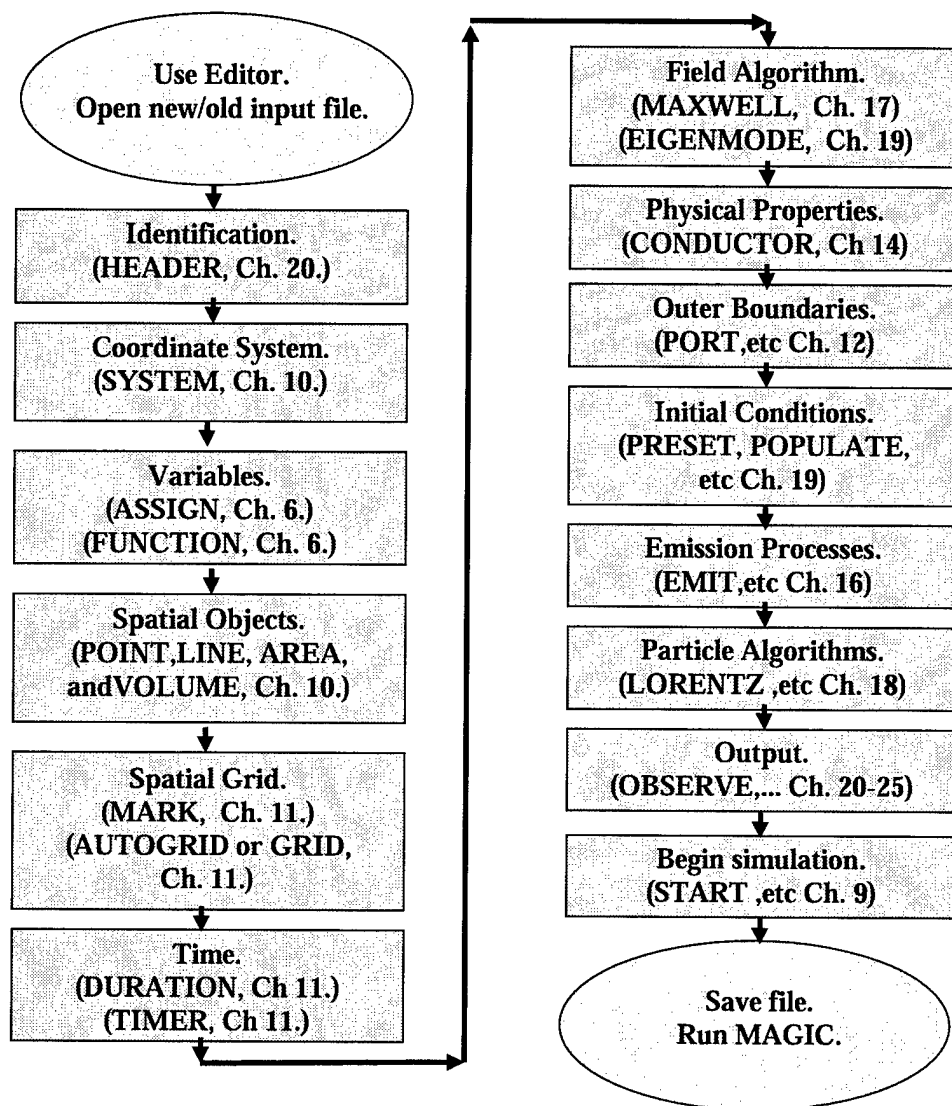 Use Editor.
Open new/old input file.
Identification.
(HEADER, Ch. 20.)
Coordinate System.
(SYSTEM, Ch. 10.)
Variables.
(ASSIGN, Ch. 6.)
(FUNCTION, Ch. 6.)
Spatial Objects.
(POINT,LINE, AREA,
andVOLUME, Ch. 10.)
Spatial Grid.
(MARK, Ch. 11.)
(AUTOGRID or GRID,
Ch. 11.)
Time.
(DURATION, Ch 11.)
(TIMER, Ch 11.)
Field Algorithm.
(MAXWELL, Ch. 17)
(EIGENMODE, Ch. 19)
Physical Properties.
(CONDUCTOR, Ch 14)
Outer Boundaries.
(PORT,etc Ch. 12)
Initial Conditions.
(PRESET, POPULATE,
etc Ch. 19)
Emission Processes.
(EMIT,etc Ch. 16)
Particle Algorithms.
(LORENTZ ,etc Ch. 18)
Output.
(OBSERVE,... Ch. 20-25)
Begin simulation.
(START ,etc Ch. 9)
Save file.
Run MAGIC.